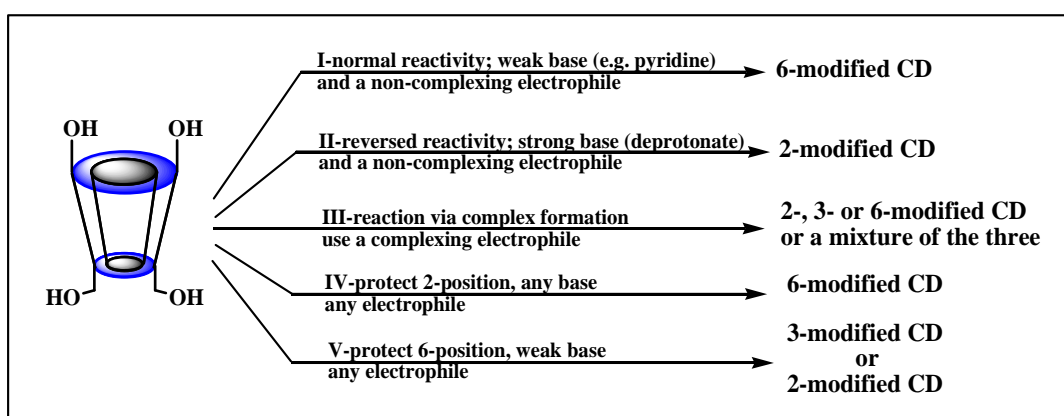 OH OH
HO OH
I-normal reactivity; weak base (e.g. pyridine)
and a non-complexing electrophile
6-modified CD
II-reversed reactivity; strong base (deprotonate)
and a non-complexing electrophile
2-modified CD
III-reaction via complex formation
use a complexing electrophile
2-, 3- or 6-modified CD
or a mixture of the three
IV-protect 2-position, any base
any electrophile
6-modified CD
V-protect 6-position, weak base
any electrophile
3-modified CD
or
2-modified CD